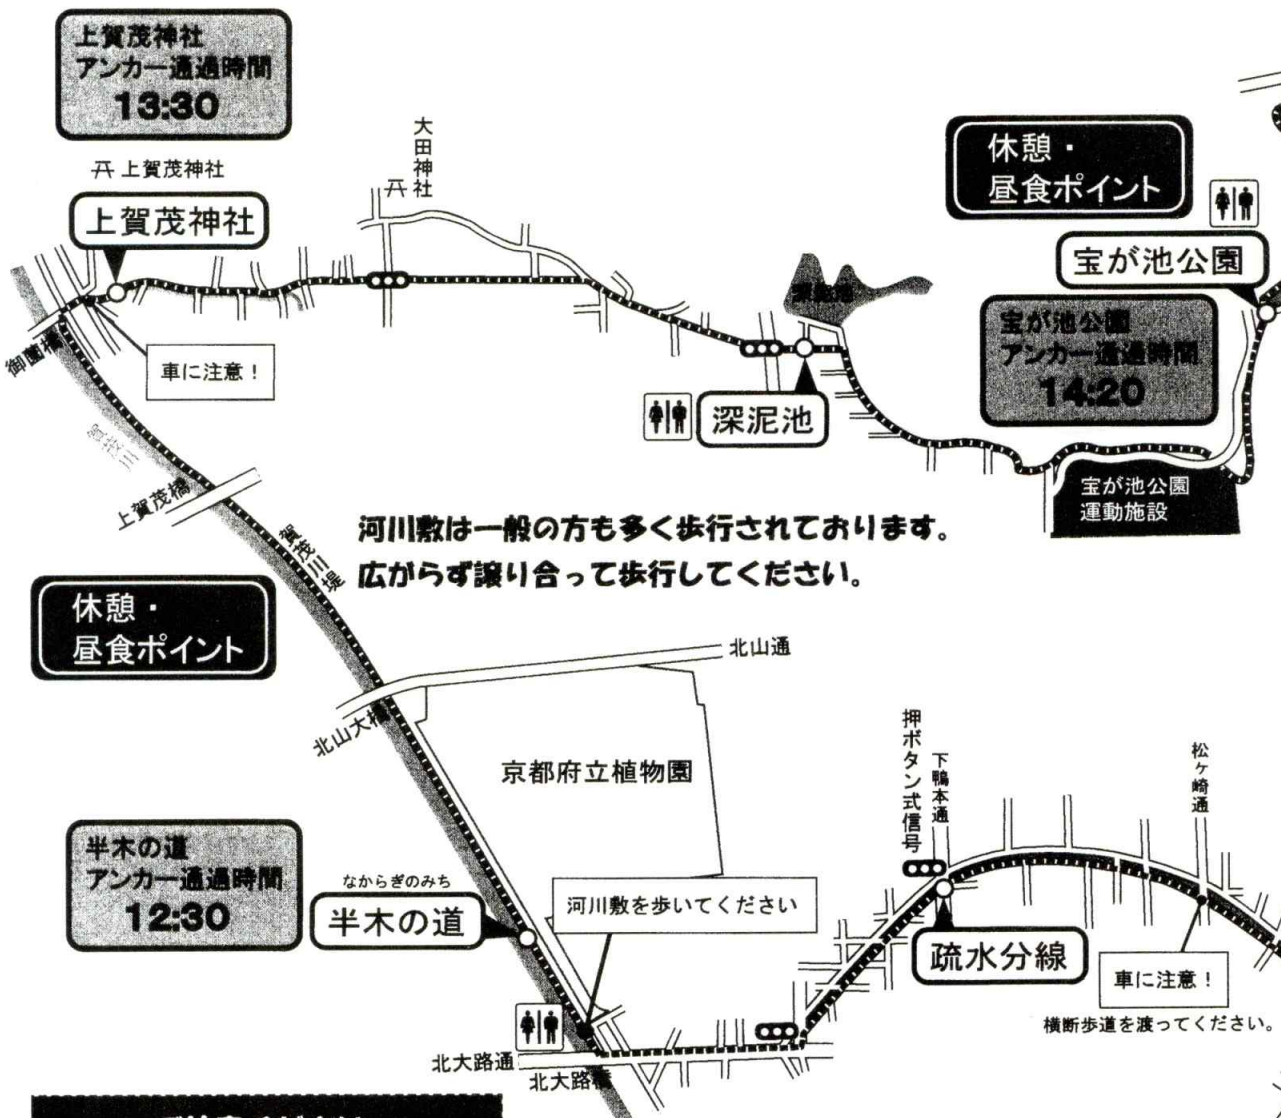 上賀茂神社
アンカー通過時間
13:30
上賀茂神社
上賀茂神社
大田神社
休憩・
昼食ポイント
宝が池公園
宝が池公園
アンカー通過時間
14:20
深泥池
深泥池
御薗橋
車に注意!
賀茂川
上賀茂橋
賀茂川堤
宝が池公園
運動施設
河川敷は一般の方も多く歩行されております。
広がらず譲り合って歩行してください。
休憩・
昼食ポイント
北山通
北山大橋
京都府立植物園
押ボタン式信号
下鴨本通
松ヶ崎通
半木の道
アンカー通過時間
12:30
なからぎのみち
半木の道
河川敷を歩いてください
疏水分線
車に注意!
横断歩道を渡ってください。
北大路通
北大路橋